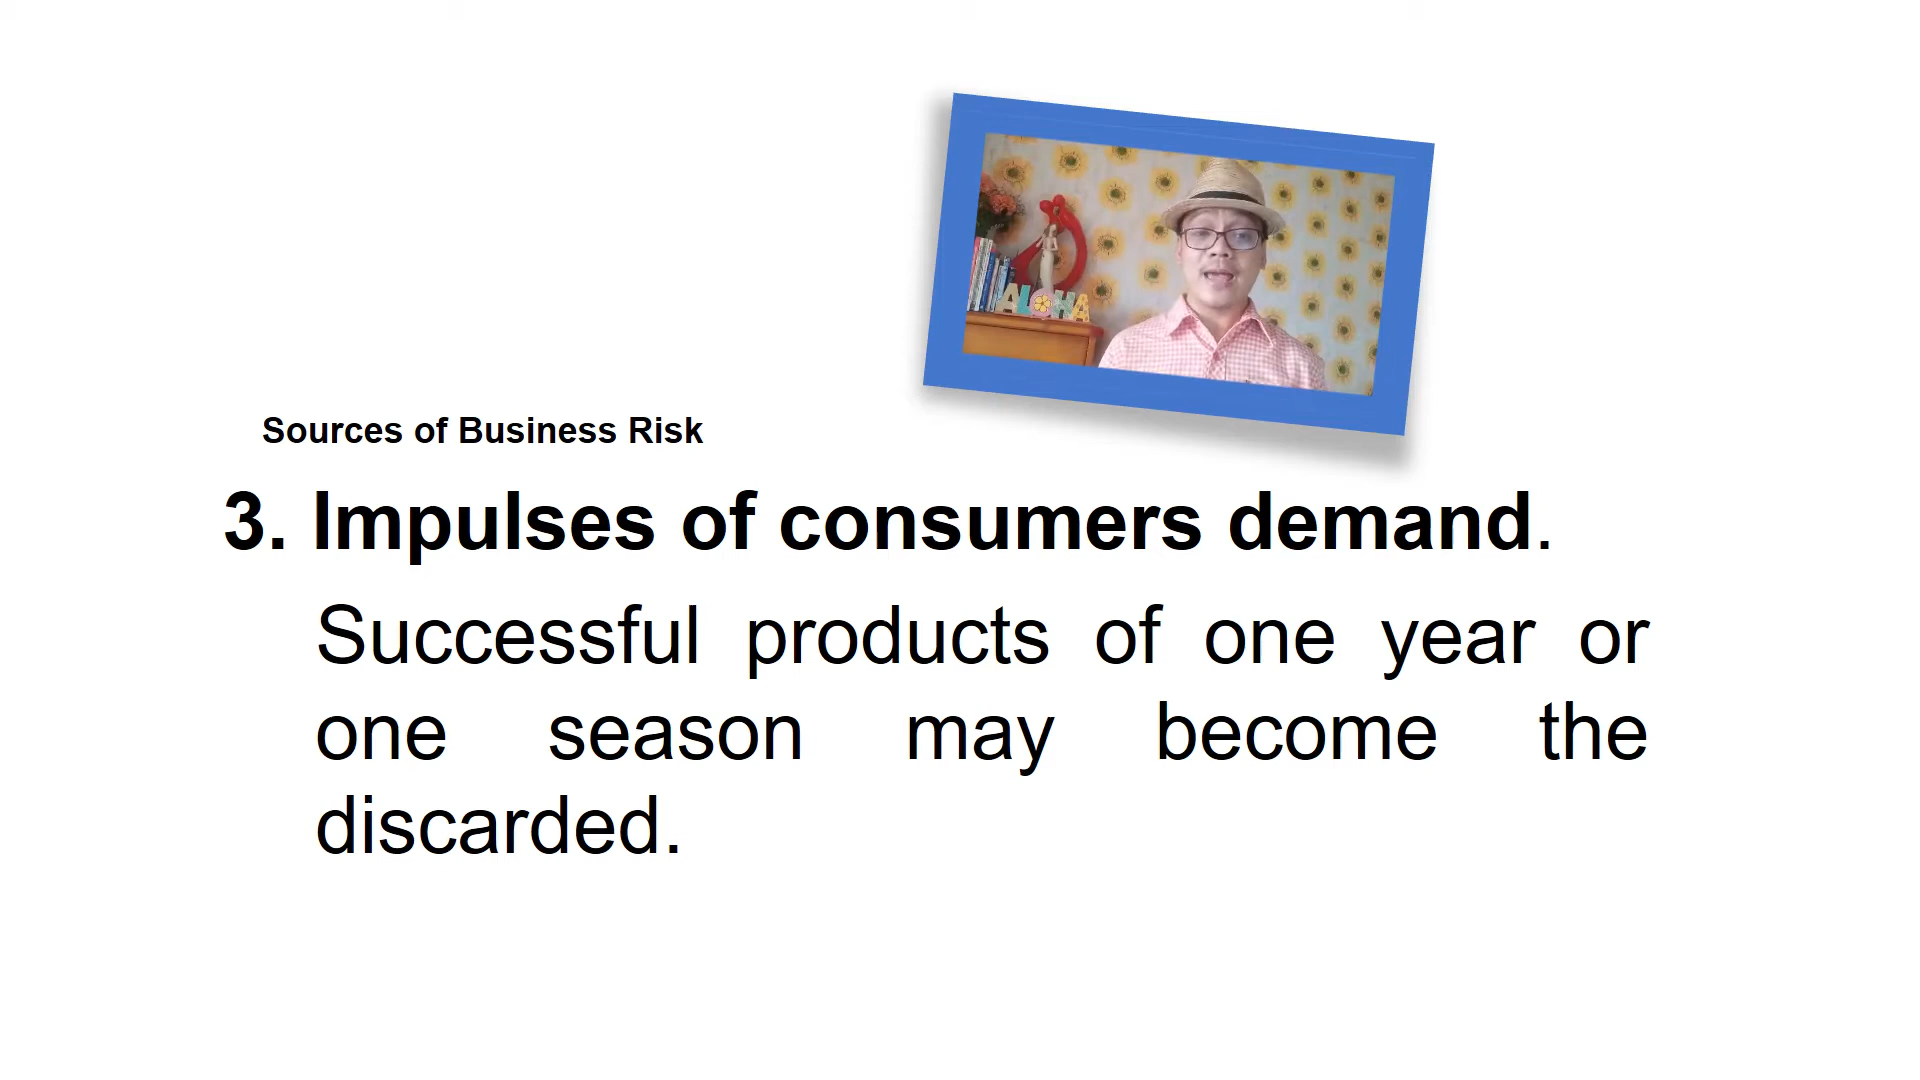 Sources of Business Risk
3. Impulses of consumers demand.
Successful products of one year or
one season may become the
discarded.
ALOHA